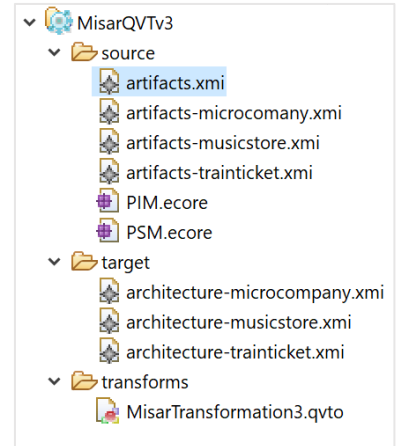 MisarQVTv3
source
artifacts.xmi
artifacts-microcomany.xmi
artifacts-musicstore.xmi
artifacts-trainticket.xmi
PIM.ecore
PSM.ecore
target
architecture-microcompany.xmi
architecture-musicstore.xmi
architecture-trainticket.xmi
transforms
MisarTransformation3.qvto